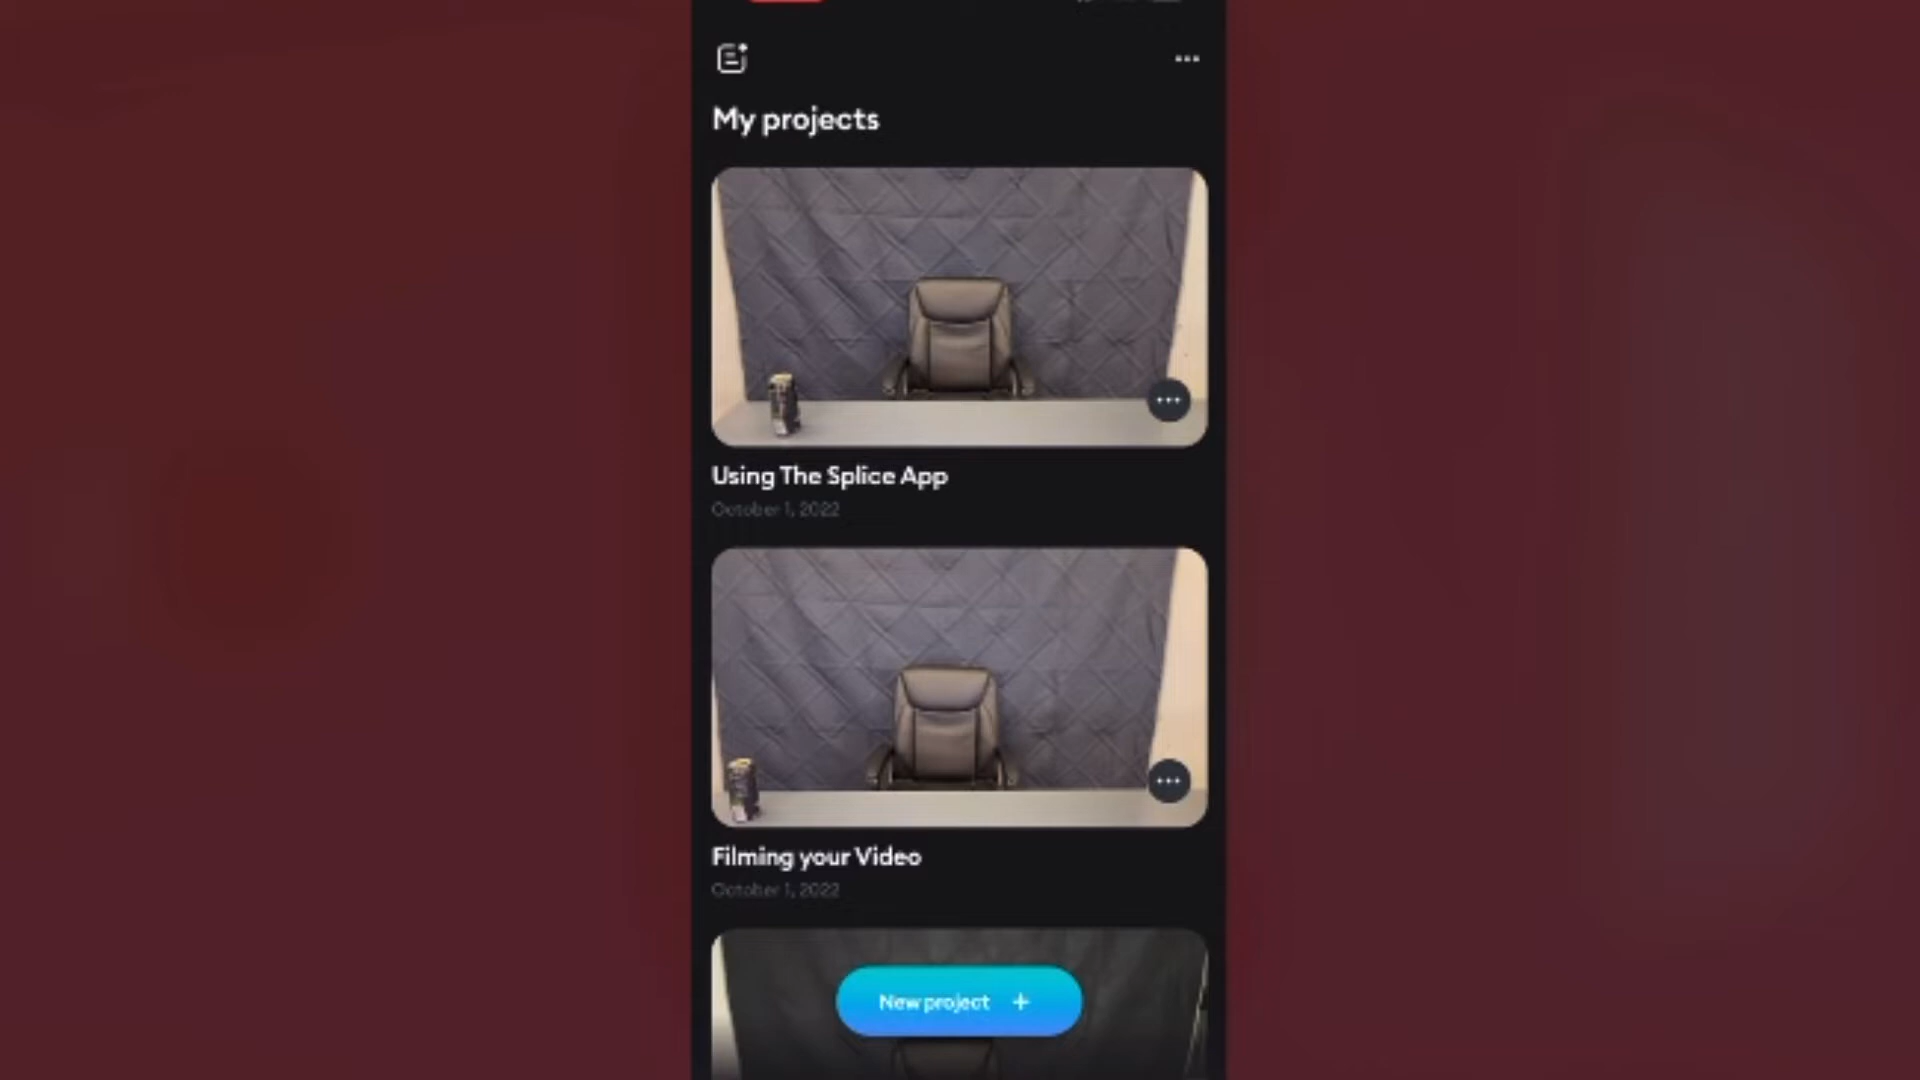 My projects
Using The Splice App
October 1, 2022
Filming your Video
October 1, 2022
New project +